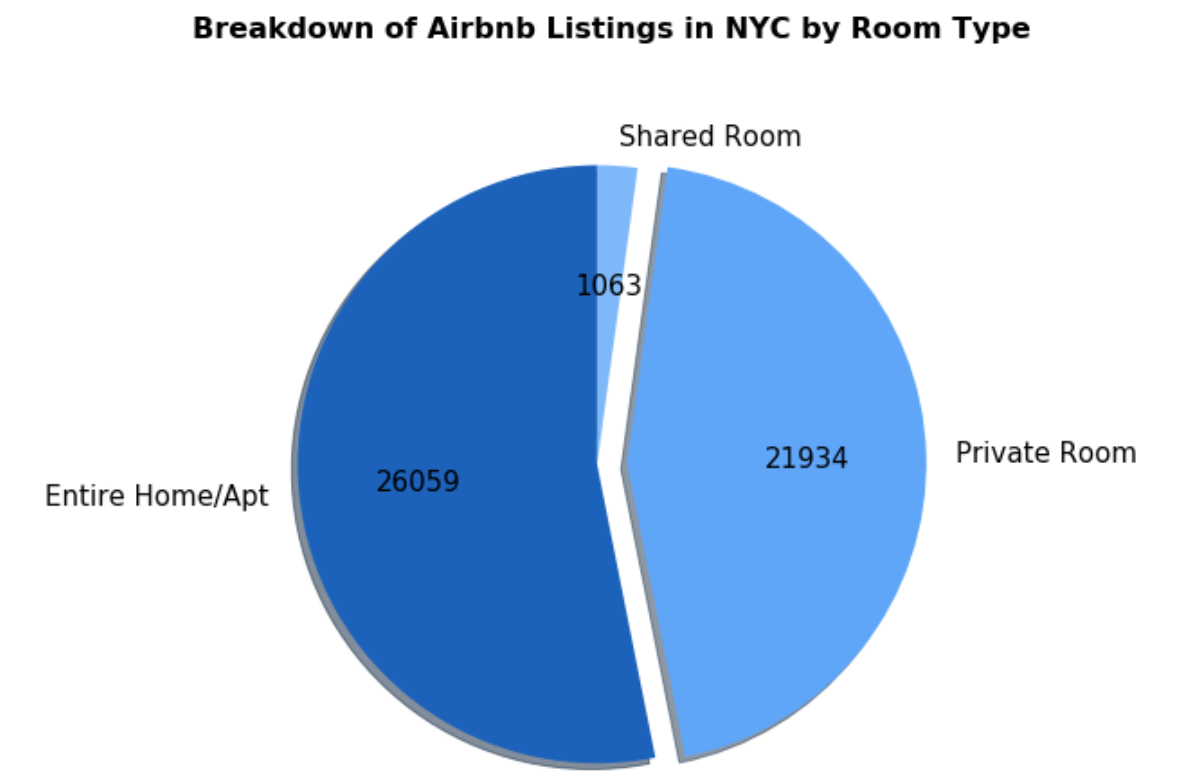 Breakdown of Airbnb Listings in NYC by Room Type
Shared Room
1063
Private Room
21934
Entire Home/Apt
26059